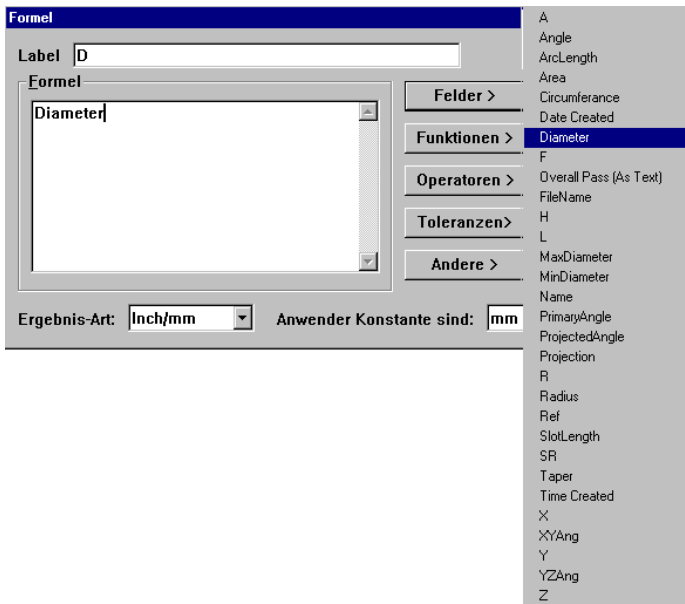 Formel
Label D
Formel
Diameter
Felder >
Funktionen >
Operatoren >
Toleranzen>
Andere >
Ergebnis-Art: Inch/mm Anwender Konstante sind: mm
A
Angle
ArcLength
Area
Circumferance
Date Created
Diameter
F
Overall Pass (As Text)
FileName
H
L
MaxDiameter
MinDiameter
Name
PrimaryAngle
ProjectedAngle
Projection
R
Radius
Ref
SlotLength
SR
Taper
Time Created
X
XYAng
Y
YZAng
Z